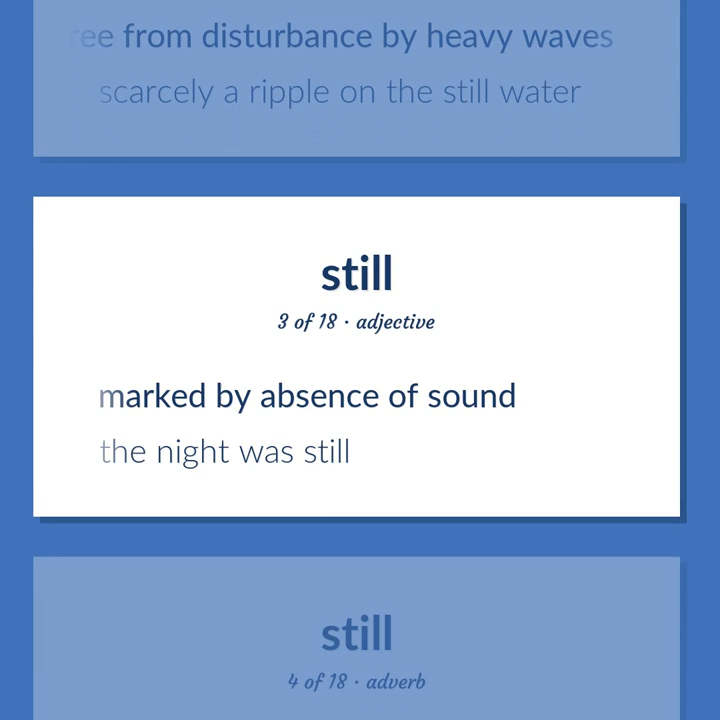 ree from disturbance by heavy waves
scarcely a ripple on the still water
still
3 of 18 · adjective
marked by absence of sound
the night was still
still
4 of 18 · adverb